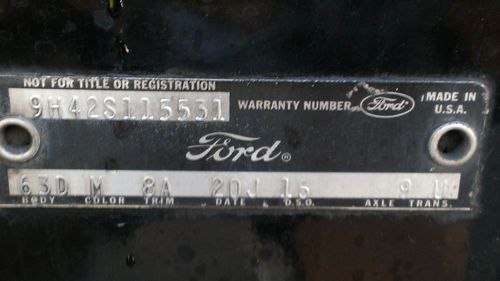 NOT FOR TITLE OR REGISTRATION
9H42S115531 WARRANTY NUMBER Ford MADE IN U.S.A.
Ford®
63D M 8A 20J 15 9 U
BODY COLOR TRIM DATE D.S.O. AXLE TRANS.